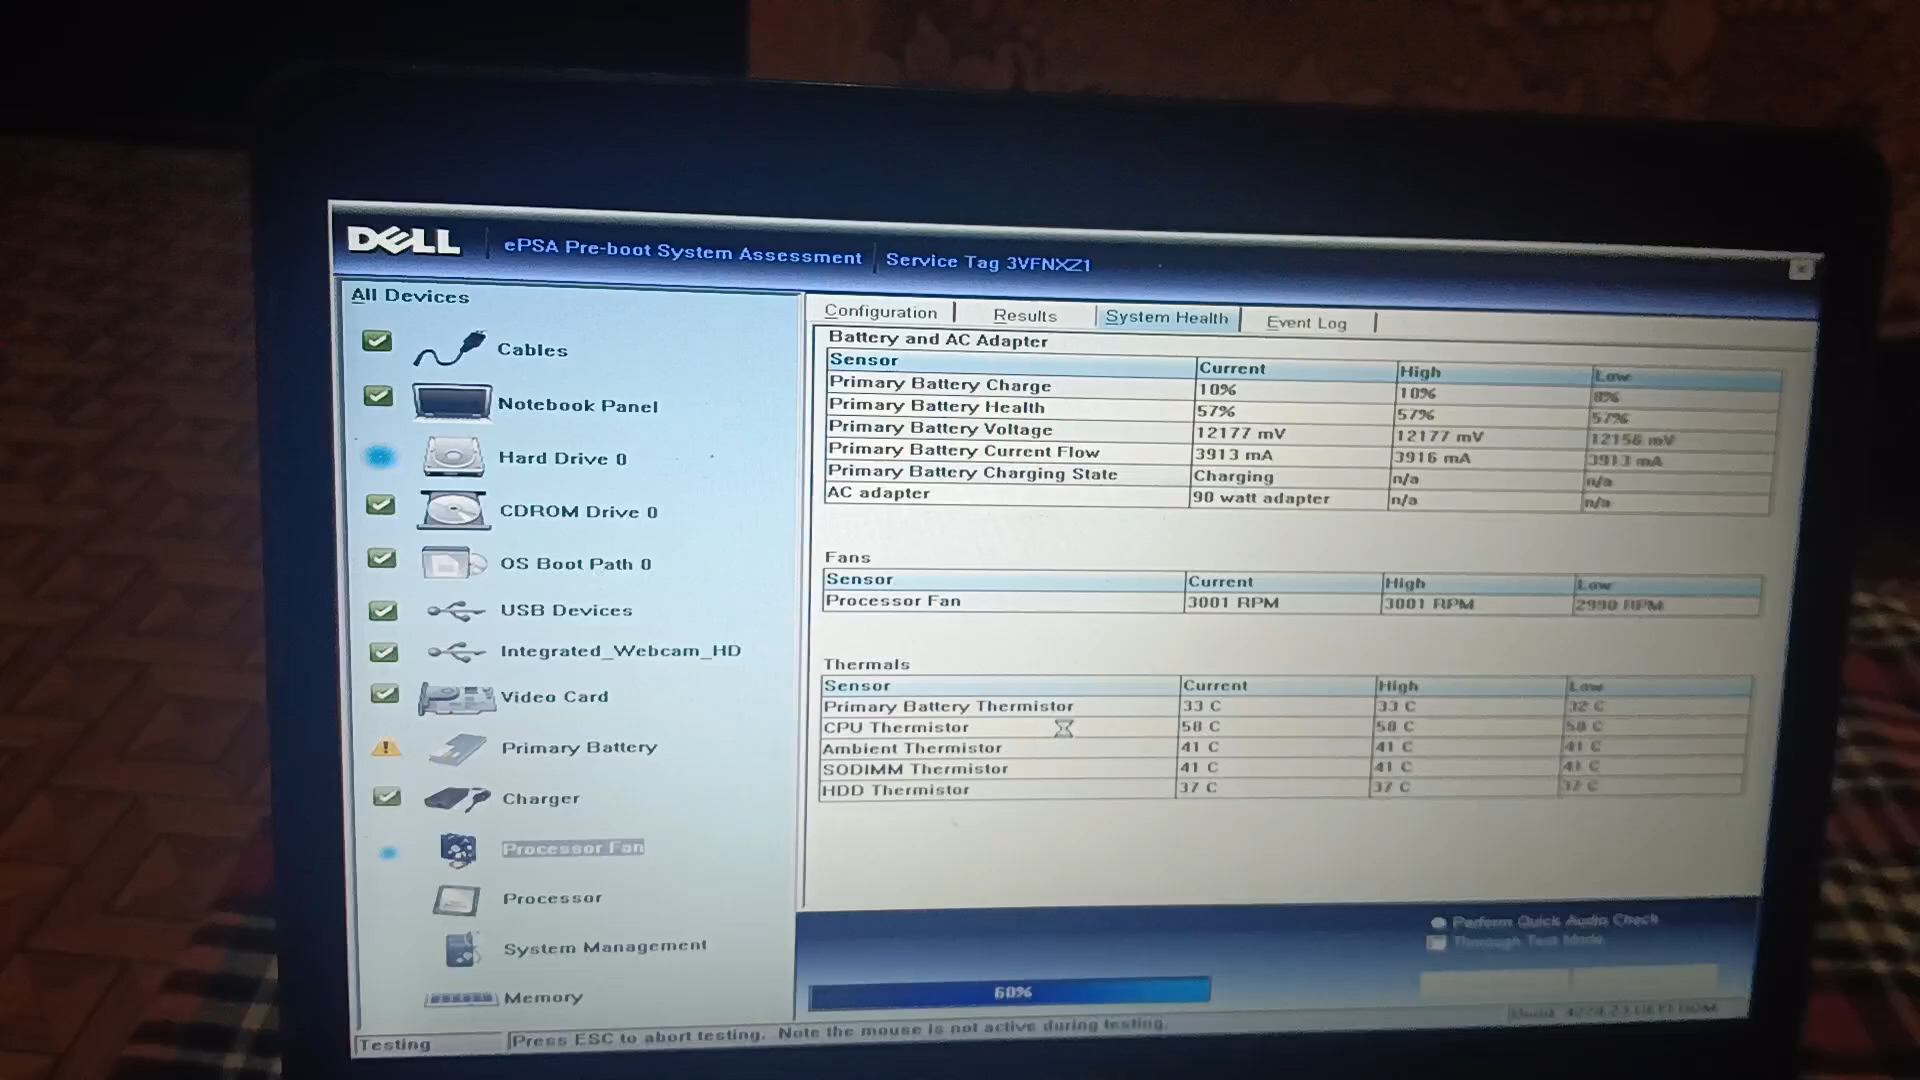 DELL
ePSA Pre-boot System Assessment
Service Tag 3VFNXZ1
All Devices
Cables
Notebook Panel
Hard Drive 0
CDROM Drive 0
OS Boot Path 0
USB Devices
Integrated_Webcam_HD
Video Card
Primary Battery
Charger
Processor Fan
Processor
System Management
Memory
Configuration Results System Health Event Log
Battery and AC Adapter
Sensor Current High Low
Primary Battery Charge 10% 10% 8%
Primary Battery Health 57% 57% 57%
Primary Battery Voltage 12177 mV 12177 mV 12156 mV
Primary Battery Current Flow 3913 mA 3916 mA 3913 mA
Primary Battery Charging State Charging n/a n/a
AC adapter 90 watt adapter n/a n/a
Fans
Sensor Current High Low
Processor Fan 3001 RPM 3001 RPM 2990 RPM
Thermals
Sensor Current High Low
Primary Battery Thermistor 33 C 33 C 32 C
CPU Thermistor 58 C 58 C 58 C
Ambient Thermistor 41 C 41 C 41 C
SODIMM Thermistor 41 C 41 C 41 C
HDD Thermistor 37 C 37 C 37 C
Perform Quick Audio Check
Thorough Test Mode
60%
Testing
Press ESC to abort testing. Note the mouse is not active during testing.